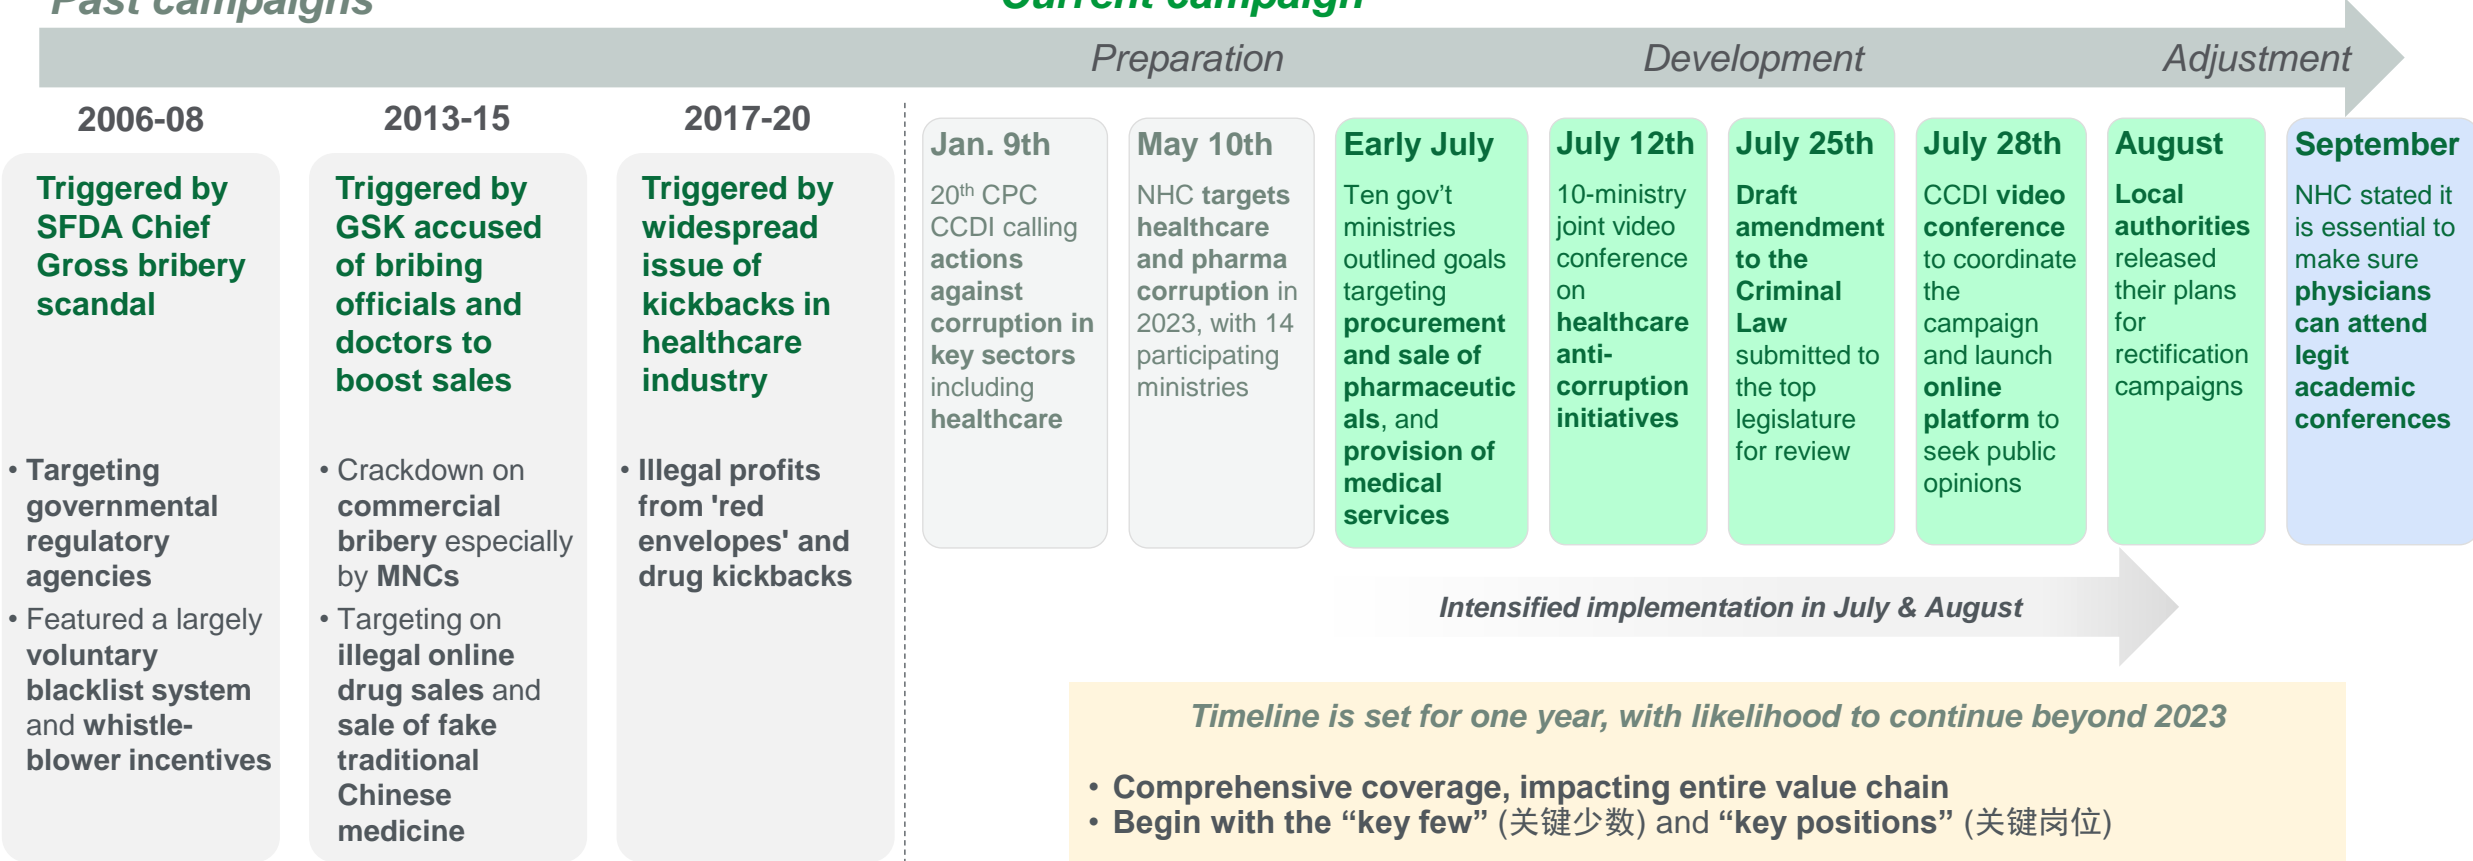 Past campaigns
Current campaign
Preparation
Development
Adjustment
2006-08
Triggered by
SFDA Chief
Gross bribery
scandal
• Targeting
governmental
regulatory
agencies
• Featured a largely
voluntary
blacklist system
and whistle-
blower incentives
2013-15
Triggered by
GSK accused
of bribing
officials and
doctors to
boost sales
• Crackdown on
commercial
bribery especially
by MNCs
• Targeting on
illegal online
drug sales and
sale of fake
traditional
Chinese
medicine
2017-20
Triggered by
widespread
issue of
kickbacks in
healthcare
industry
• Illegal profits
from 'red
envelopes' and
drug kickbacks
Jan. 9th
20th CPC
CCDI calling
actions
against
corruption in
key sectors
including
healthcare
May 10th
NHC targets
healthcare
and pharma
corruption in
2023, with 14
participating
ministries
Early July
Ten gov't
ministries
outlined goals
targeting
procurement
and sale of
pharmaceutic
als, and
provision of
medical
services
July 12th
10-ministry
joint video
conference
on
healthcare
anti-
corruption
initiatives
July 25th
Draft
amendment
to the
Criminal
Law
submitted to
the top
legislature
for review
July 28th
CCDI video
conference
to coordinate
the
campaign
and launch
online
platform to
seek public
opinions
August
Local
authorities
released
their plans
for
rectification
campaigns
September
NHC stated it
is essential to
make sure
physicians
can attend
legit
academic
conferences
Intensified implementation in July & August
Timeline is set for one year, with likelihood to continue beyond 2023
• Comprehensive coverage, impacting entire value chain
• Begin with the “key few” (关键少数) and “key positions” (关键岗位)